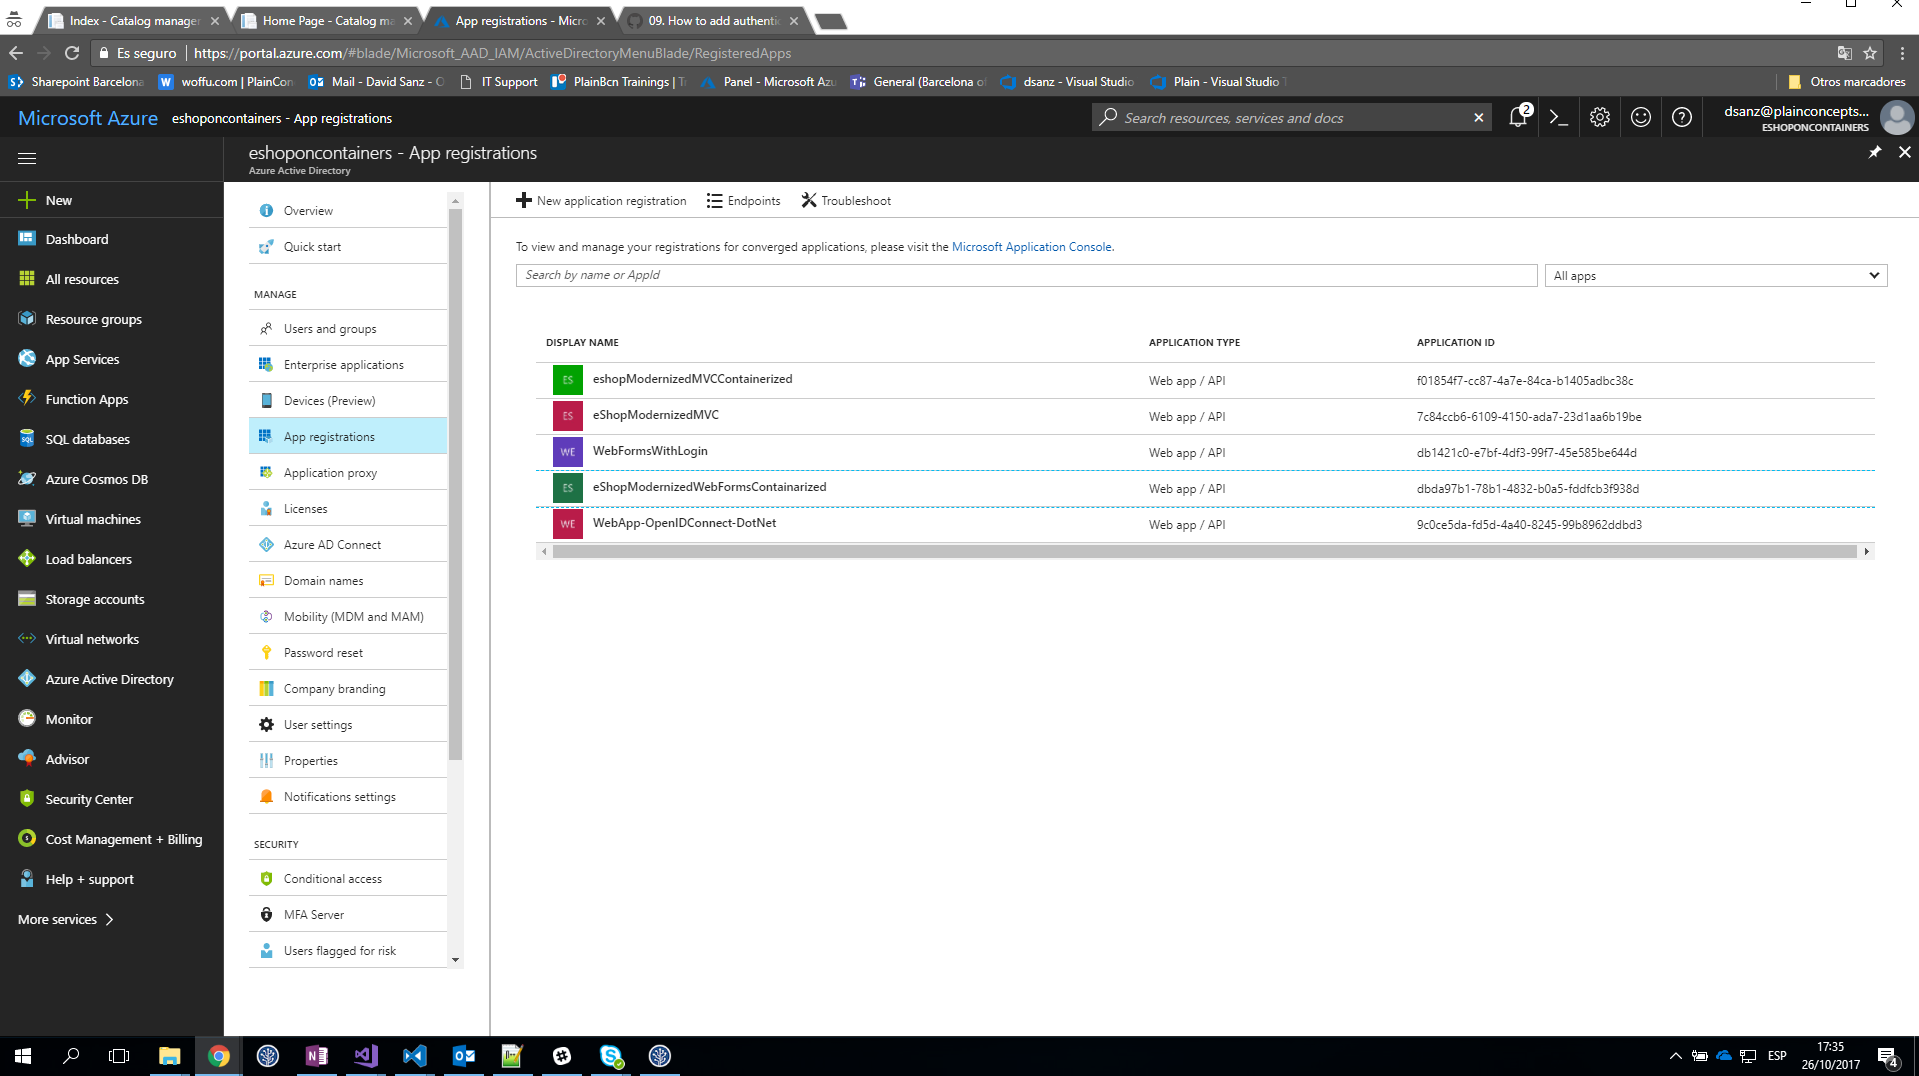 Index - Catalog manager
Home Page - Catalog ma
App registrations - Micro
09. How to add authentic
Es seguro
https://portal.azure.com/#blade/Microsoft_AAD_IAM/ActiveDirectoryMenuBlade/RegisteredApps
Sharepoint Barcelona
woffu.com | PlainCon
Mail - David Sanz - O
IT Support
PlainBcn Trainings | T
Panel - Microsoft Azu
General (Barcelona of
dsanz - Visual Studio
Plain - Visual Studio T
Otros marcadores
Microsoft Azure
eshoponcontainers - App registrations
Search resources, services and docs
2
dsanz@plainconcepts...
ESHOPONCONTAINERS
eshoponcontainers - App registrations
Azure Active Directory
New
Dashboard
All resources
Resource groups
App Services
Function Apps
SQL databases
Azure Cosmos DB
Virtual machines
Load balancers
Storage accounts
Virtual networks
Azure Active Directory
Monitor
Advisor
Security Center
Cost Management + Billing
Help + support
More services
Overview
Quick start
MANAGE
Users and groups
Enterprise applications
Devices (Preview)
App registrations
Application proxy
Licenses
Azure AD Connect
Domain names
Mobility (MDM and MAM)
Password reset
Company branding
User settings
Properties
Notifications settings
SECURITY
Conditional access
MFA Server
Users flagged for risk
New application registration
Endpoints
Troubleshoot
To view and manage your registrations for converged applications, please visit the Microsoft Application Console.
Search by name or AppId
All apps
DISPLAY NAME APPLICATION TYPE APPLICATION ID
ES eshopModernizedMVCContainerized Web app / API f01854f7-cc87-4a7e-84ca-b1405adbc38c
ES eShopModernizedMVC Web app / API 7c84ccb6-6109-4150-ada7-23d1aa6b19be
WE WebFormsWithLogin Web app / API db1421c0-e7bf-4df3-99f7-45e585be644d
ES eShopModernizedWebFormsContainarized Web app / API dbda97b1-78b1-4832-b0a5-fddfcb3f938d
WE WebApp-OpenIDConnect-DotNet Web app / API 9c0ce5da-fd5d-4a40-8245-99b8962ddbd3
ESP
17:35
26/10/2017
4